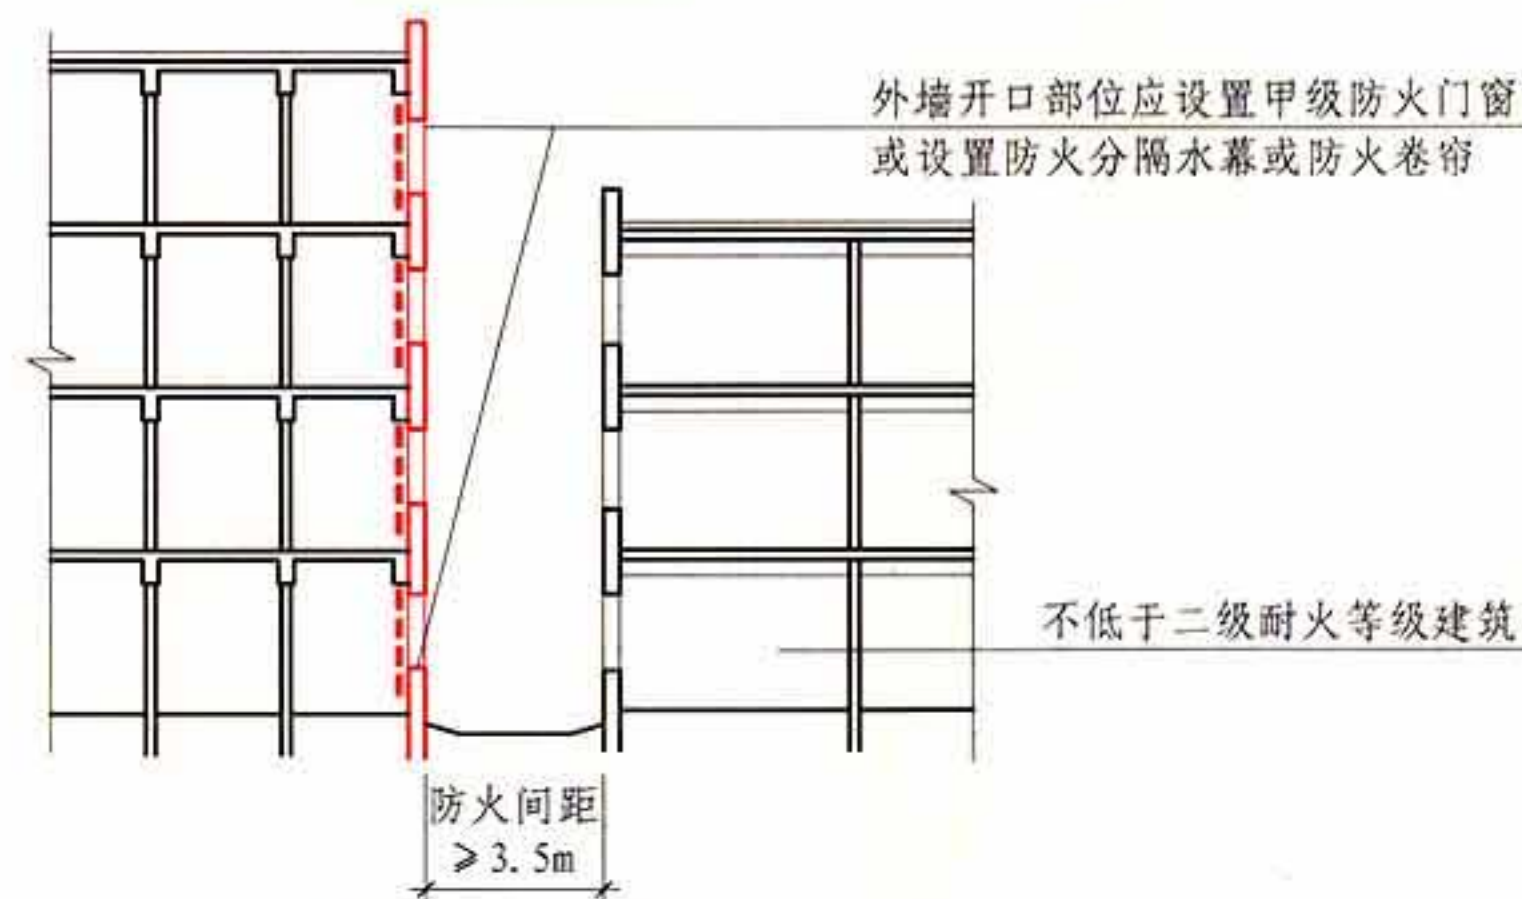 外墙开口部位应设置甲级防火门窗
或设置防火分隔水幕或防火卷帘
不低于二级耐火等级建筑
防火间距
≥3.5m